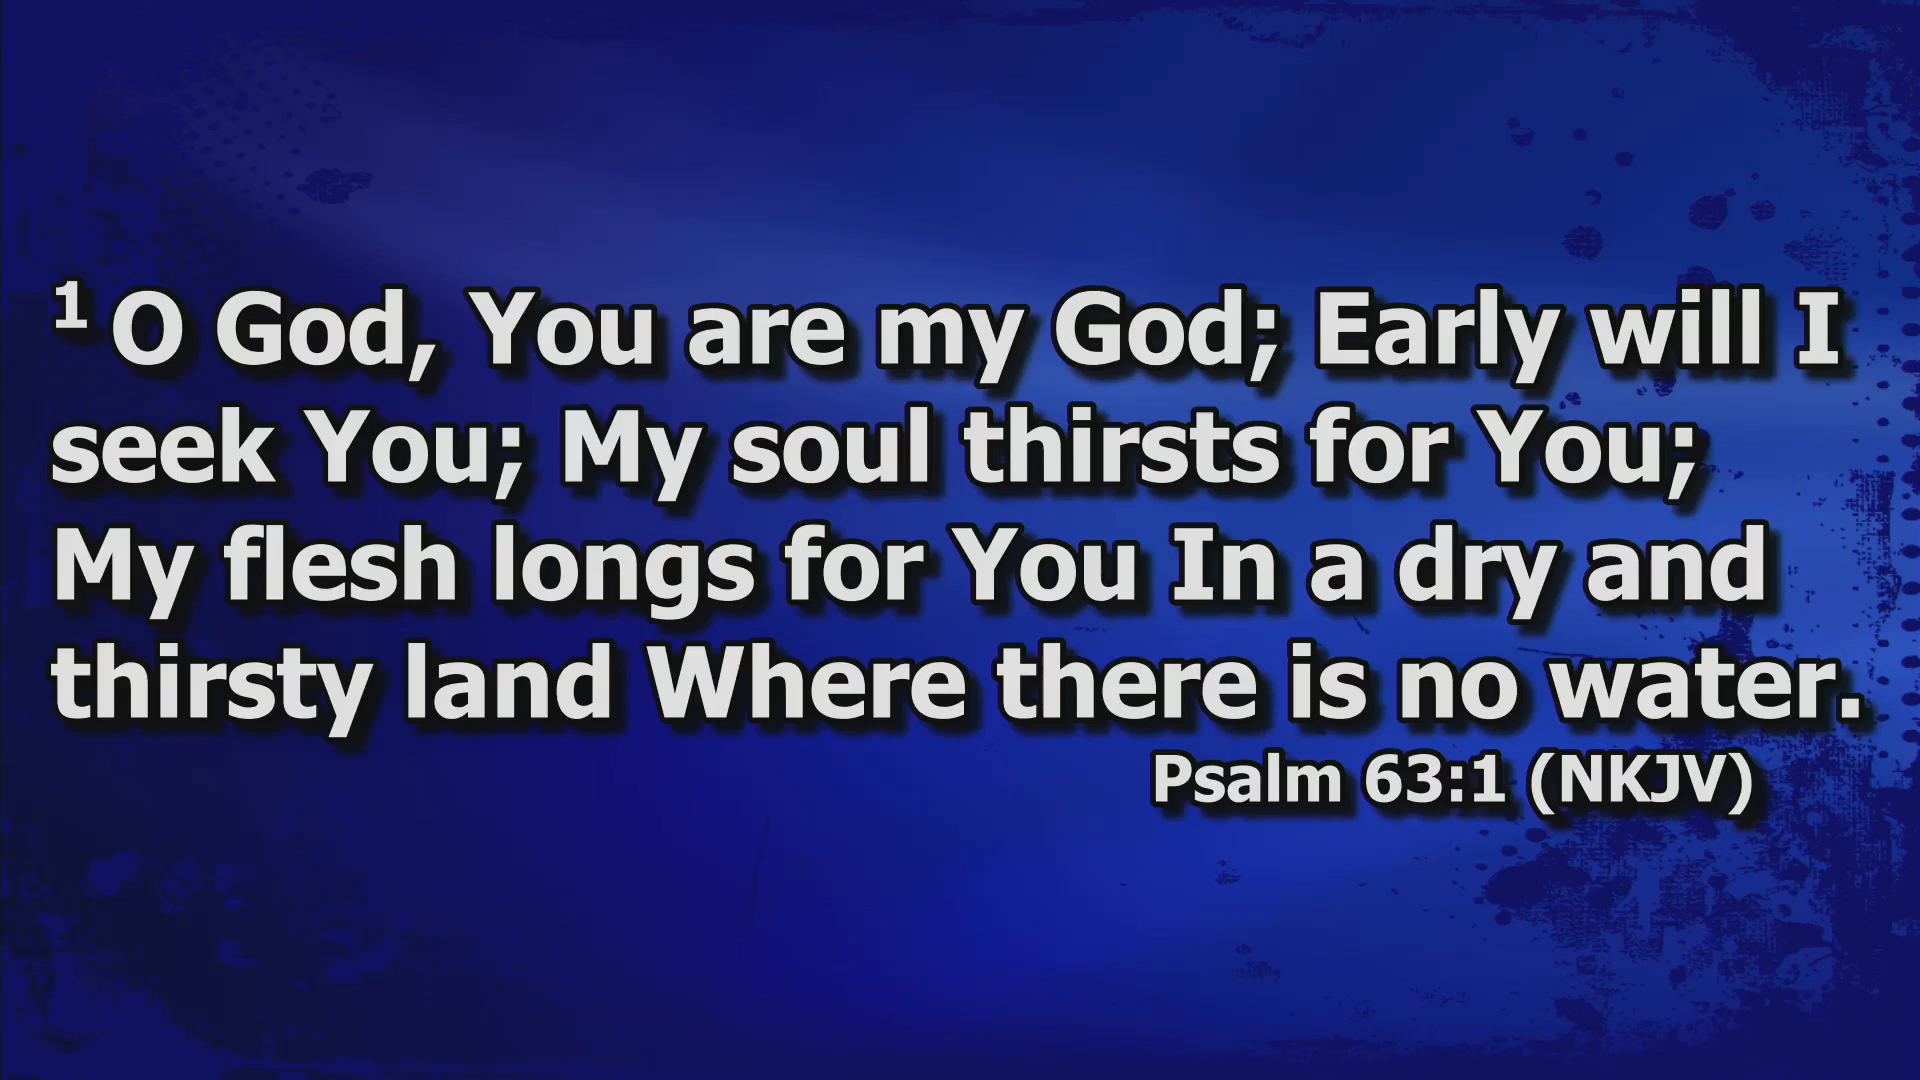 1 O God, You are my God; Early will I
seek You; My soul thirsts for You;
My flesh longs for You In a dry and
thirsty land Where there is no water.
Psalm 63:1 (NKJV)